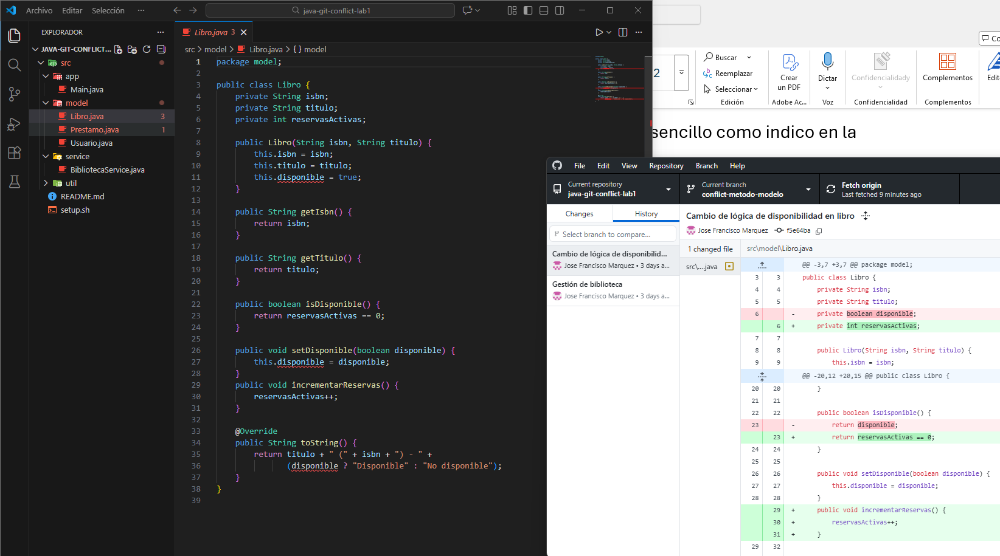 Archivo Editar Selección ···
java-git-conflict-lab1
EXPLORADOR ···
JAVA-GIT-CONFLICT...
src
app
Main.java
model
Libro.java 3
Prestamo.java 1
Usuario.java
service
BibliotecaService.java
util
README.md
setup.sh
Libro.java 3
src > model > Libro.java > { } model
1 package model;
2
3 public class Libro {
4 private String isbn;
5 private String titulo;
6 private int reservasActivas;
7
8 public Libro(String isbn, String titulo) {
9 this.isbn = isbn;
10 this.titulo = titulo;
11 this.disponible = true;
12 }
13
14 public String getIsbn() {
15 return isbn;
16 }
17
18 public String getTitulo() {
19 return titulo;
20 }
21
22 public boolean isDisponible() {
23 return reservasActivas == 0;
24 }
25
26 public void setDisponible(boolean disponible) {
27 this.disponible = disponible;
28 }
29 public void incrementarReservas() {
30 reservasActivas++;
31 }
32
33 @Override
34 public String toString() {
35 return titulo + " (" + isbn + ") - " +
36 (disponible ? "Disponible" : "No disponible");
37 }
38 }
39
Co
2
Buscar
Reemplazar
Seleccionar
Edición
Crear
un PDF
Adobe Ac...
Dictar
Voz
Confidencialidady
Confidencialidad
Complementos
Complementos
Edit
sencillo como indico en la
File Edit View Repository Branch Help
Current repository
java-git-conflict-lab1
Current branch
conflict-metodo-modelo
Fetch origin
Last fetched 9 minutes ago
Changes History
Select branch to compare...
Cambio de lógica de disponibilid...
Jose Francisco Marquez • 3 days a...
Gestión de biblioteca
Jose Francisco Marquez • 3 days a...
Cambio de lógica de disponibilidad en libro
Jose Francisco Marquez f5e64ba
1 changed file
src\...java
src\model\Libro.java
@@ -3,7 +3,7 @@ package model;
3 3 public class Libro {
4 4 private String isbn;
5 5 private String titulo;
6 - private boolean disponible;
6 + private int reservasActivas;
7 7
8 8 public Libro(String isbn, String titulo) {
9 9 this.isbn = isbn;
@@ -20,12 +20,15 @@ public class Libro {
20 20 }
21 21
22 22 public boolean isDisponible() {
23 - return disponible;
23 + return reservasActivas == 0;
24 24 }
25 25
26 26 public void setDisponible(boolean disponible) {
27 27 this.disponible = disponible;
28 28 }
29 + public void incrementarReservas() {
30 + reservasActivas++;
31 + }
29 32